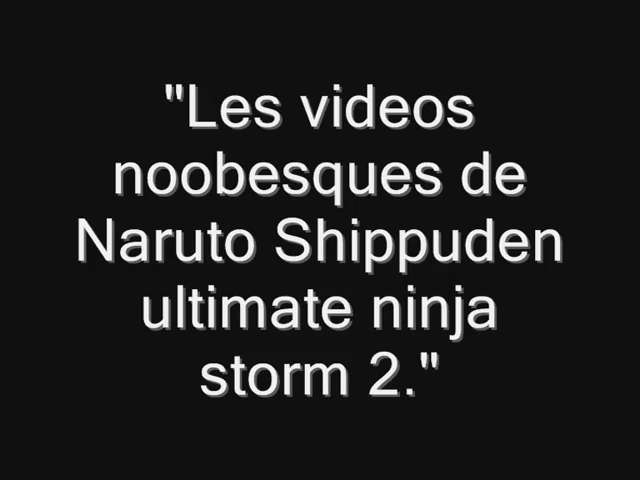 "Les videos
noobesques de
Naruto Shippuden
ultimate ninja
storm 2."